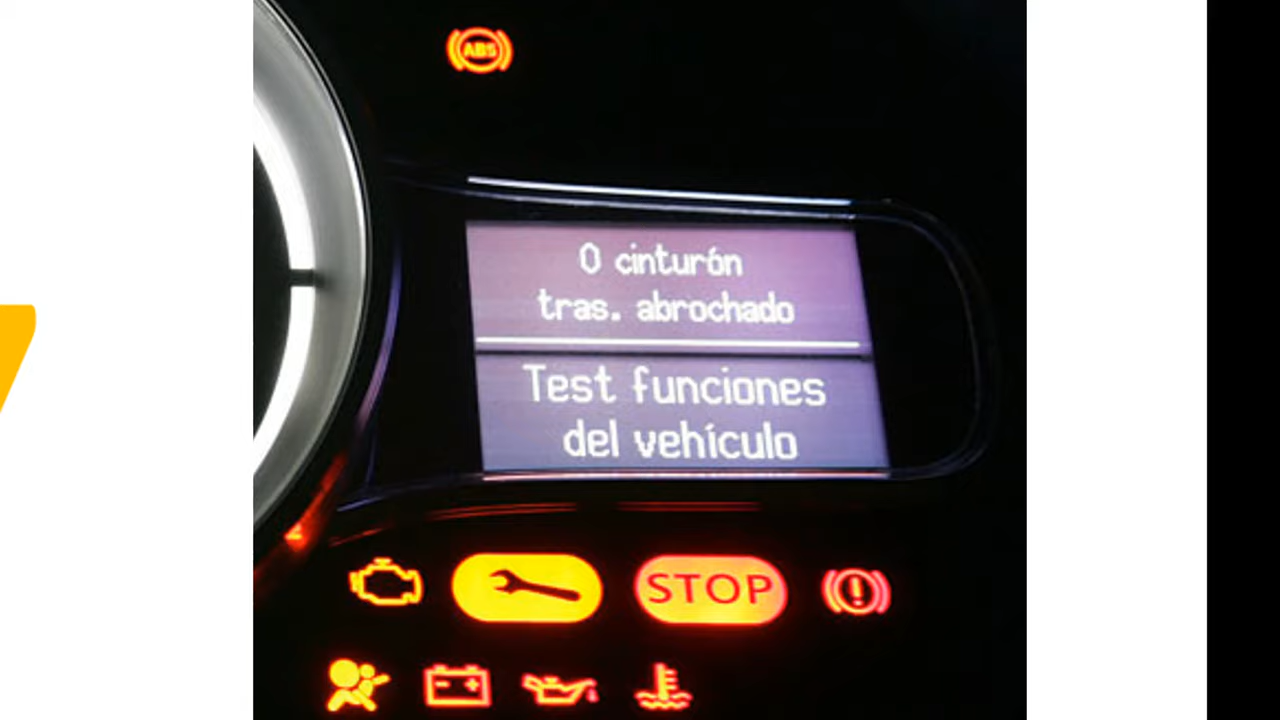 ABS
0 cinturón
tras. abrochado
Test funciones
del vehículo
STOP